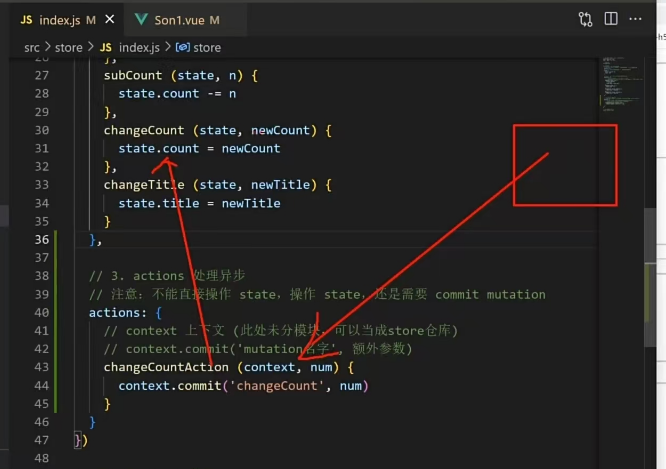 JS index.js M ×
Son1.vue M
src > store > JS index.js > store
26 },
27 subCount (state, n) {
28 state.count -= n
29 },
30 changeCount (state, newCount) {
31 state.count = newCount
32 },
33 changeTitle (state, newTitle) {
34 state.title = newTitle
35 }
36 },
37
38 // 3. actions 处理异步
39 // 注意：不能直接操作 state，操作 state，还是需要 commit mutation
40 actions: {
41 // context 上下文 (此处未分模块，可以当成store仓库)
42 // context.commit('mutation名字', 额外参数)
43 changeCountAction (context, num) {
44 context.commit('changeCount', num)
45 }
46 }
47 })
48